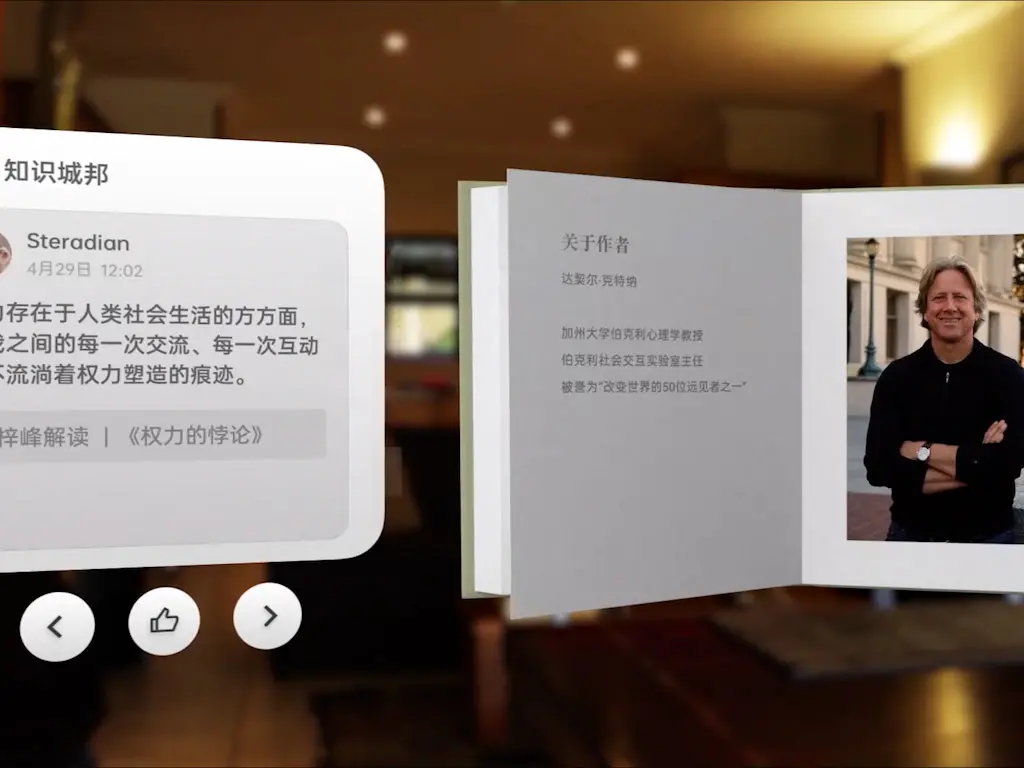 知识城邦
Steradian
4月29日 12:02
存在于人类社会生活的方方面，
之间的每一次交流、每一次互动
流淌着权力塑造的痕迹。
梓峰解读 | 《权力的悖论》
关于作者
达契尔·克特纳
加州大学伯克利心理学教授
伯克利社会交互实验室主任
被誉为“改变世界的50位远见者之一”